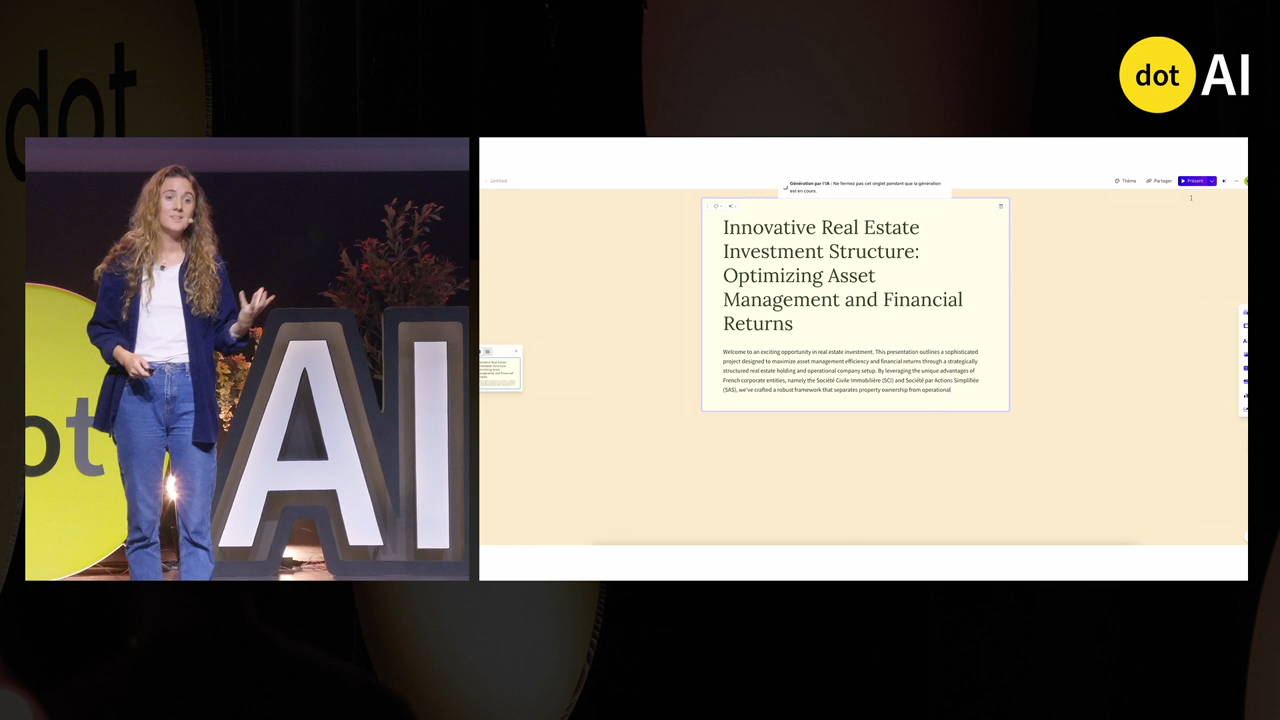 dot
dot AI
dot
AI
Untitled
Génération par l'IA : Ne fermez pas cet onglet pendant que la génération
est en cours.
Thème
Partager
Présent
Innovative Real Estate
Investment Structure:
Optimizing Asset
Management and Financial
Returns
Welcome to an exciting opportunity in real estate investment. This presentation outlines a sophisticated
project designed to maximize asset management efficiency and financial returns through a strategically
structured real estate holding and operational company setup. By leveraging the unique advantages of
French corporate entities, namely the Société Civile Immobilière (SCI) and Société par Actions Simplifiée
(SAS), we've crafted a robust framework that separates property ownership from operational